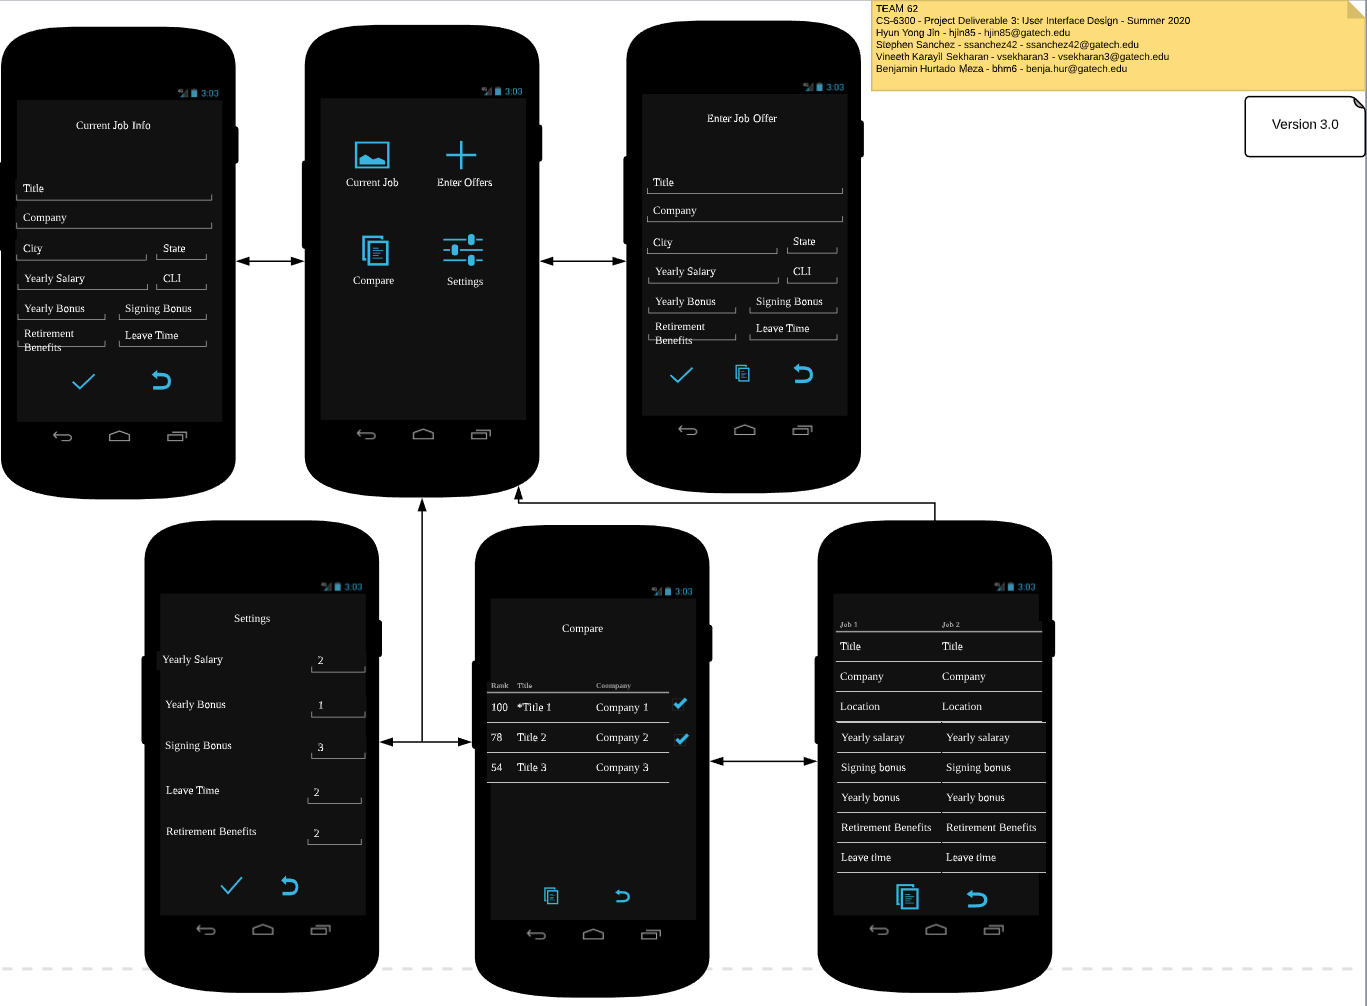 TEAM 62
CS-6300 - Project Deliverable 3: User Interface Design - Summer 2020
Hyun Yong Jin - hjin85 - hjin85@gatech.edu
Stephen Sanchez - ssanchez42 - ssanchez42@gatech.edu
Vineeth Karayil Sekharan - vsekharan3 - vsekharan3@gatech.edu
Benjamin Hurtado Meza - bhm6 - benja.hur@gatech.edu
Version 3.0
3:03
Current Job Info
Title
Company
City State
Yearly Salary CLI
Yearly Bonus Signing Bonus
Retirement
Benefits
Leave Time
3:03
Current Job Enter Offers
Compare Settings
3:03
Enter Job Offer
Title
Company
City State
Yearly Salary CLI
Yearly Bonus Signing Bonus
Retirement
Benefits
Leave Time
3:03
Settings
Yearly Salary 2
Yearly Bonus 1
Signing Bonus 3
Leave Time 2
Retirement Benefits 2
3:03
Compare
Rank Title Coompany
100 *Title 1 Company 1
78 Title 2 Company 2
54 Title 3 Company 3
3:03
Job 1 Job 2
Title Title
Company Company
Location Location
Yearly salaray Yearly salaray
Signing bonus Signing bonus
Yearly bonus Yearly bonus
Retirement Benefits Retirement Benefits
Leave time Leave time